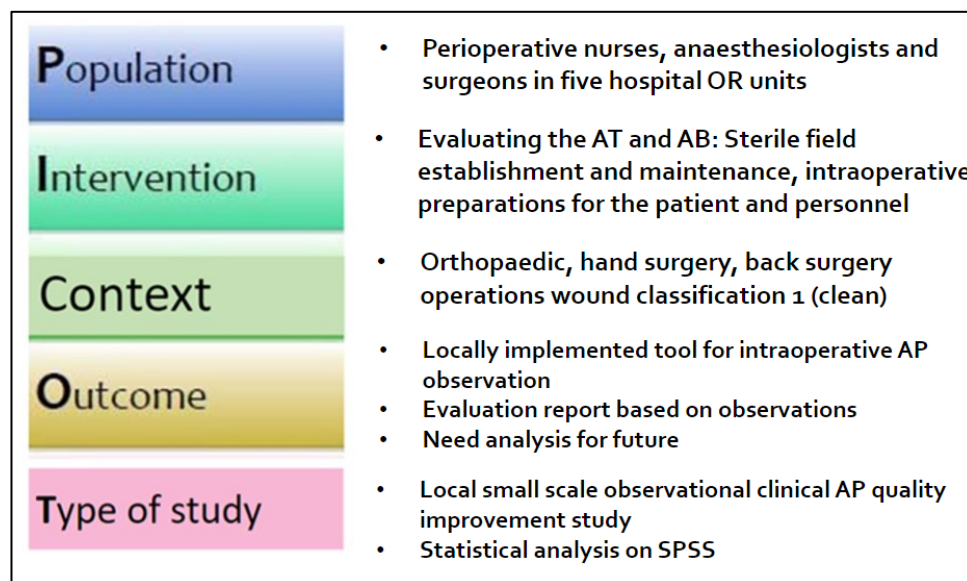 Population
• Perioperative nurses, anaesthesiologists and
surgeons in five hospital OR units
Intervention
• Evaluating the AT and AB: Sterile field
establishment and maintenance, intraoperative
preparations for the patient and personnel
Context
• Orthopaedic, hand surgery, back surgery
operations wound classification 1 (clean)
Outcome
• Locally implemented tool for intraoperative AP
observation
• Evaluation report based on observations
• Need analysis for future
Type of study
• Local small scale observational clinical AP quality
improvement study
• Statistical analysis on SPSS